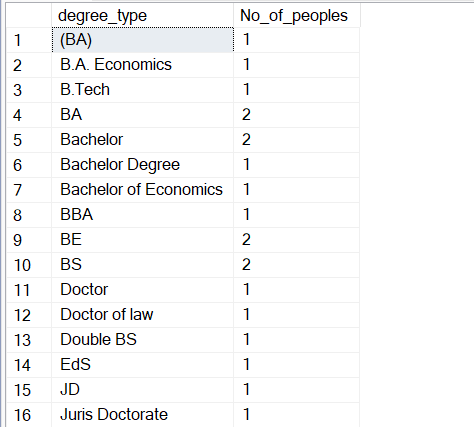 degree_type No_of_peoples
1 (BA) 1
2 B.A. Economics 1
3 B.Tech 1
4 BA 2
5 Bachelor 2
6 Bachelor Degree 1
7 Bachelor of Economics 1
8 BBA 1
9 BE 2
10 BS 2
11 Doctor 1
12 Doctor of law 1
13 Double BS 1
14 EdS 1
15 JD 1
16 Juris Doctorate 1